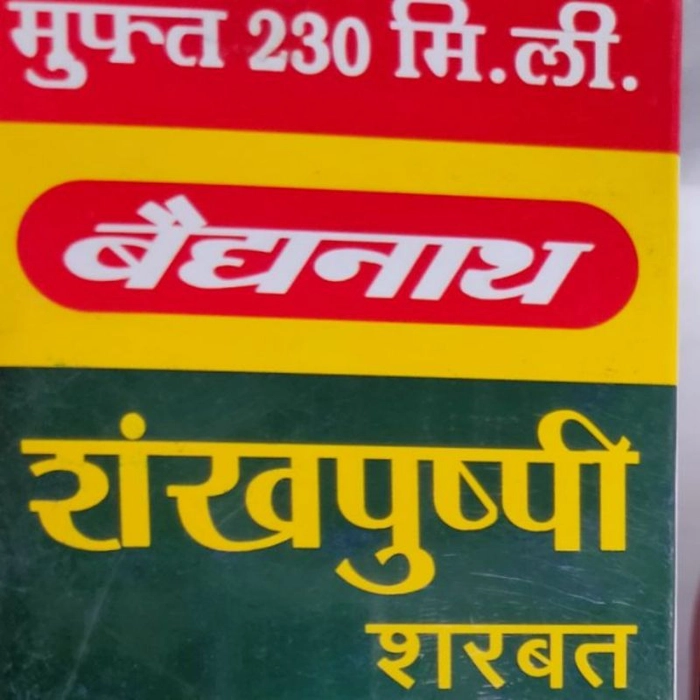 मुफ्त 230 मि.ली.
बैद्यनाथ
शंखपुष्पी
शरबत